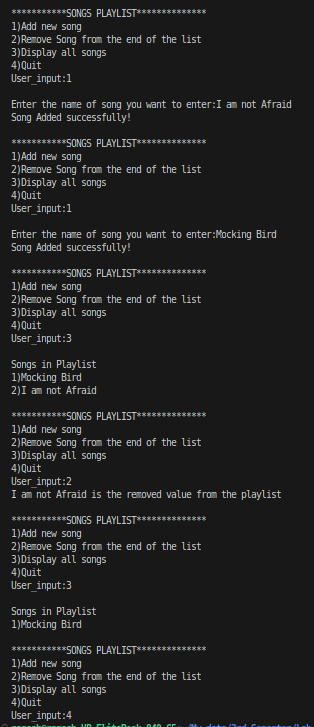 ***********SONGS PLAYLIST**************
1)Add new song
2)Remove Song from the end of the list
3)Display all songs
4)Quit
User_input:1
Enter the name of song you want to enter:I am not Afraid
Song Added successfully!
***********SONGS PLAYLIST**************
1)Add new song
2)Remove Song from the end of the list
3)Display all songs
4)Quit
User_input:1
Enter the name of song you want to enter:Mocking Bird
Song Added successfully!
***********SONGS PLAYLIST**************
1)Add new song
2)Remove Song from the end of the list
3)Display all songs
4)Quit
User_input:3
Songs in Playlist
1)Mocking Bird
2)I am not Afraid
***********SONGS PLAYLIST**************
1)Add new song
2)Remove Song from the end of the list
3)Display all songs
4)Quit
User_input:2
I am not Afraid is the removed value from the playlist
***********SONGS PLAYLIST**************
1)Add new song
2)Remove Song from the end of the list
3)Display all songs
4)Quit
User_input:3
Songs in Playlist
1)Mocking Bird
***********SONGS PLAYLIST**************
1)Add new song
2)Remove Song from the end of the list
3)Display all songs
4)Quit
User_input:4